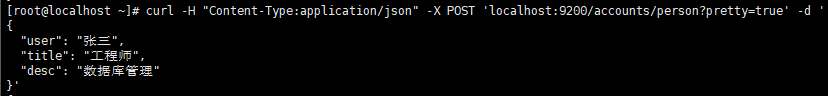 [root@localhost ~]# curl -H "Content-Type:application/json" -X POST 'localhost:9200/accounts/person?pretty=true' -d '
{
  "user": "张三",
  "title": "工程师",
  "desc": "数据库管理"
}'